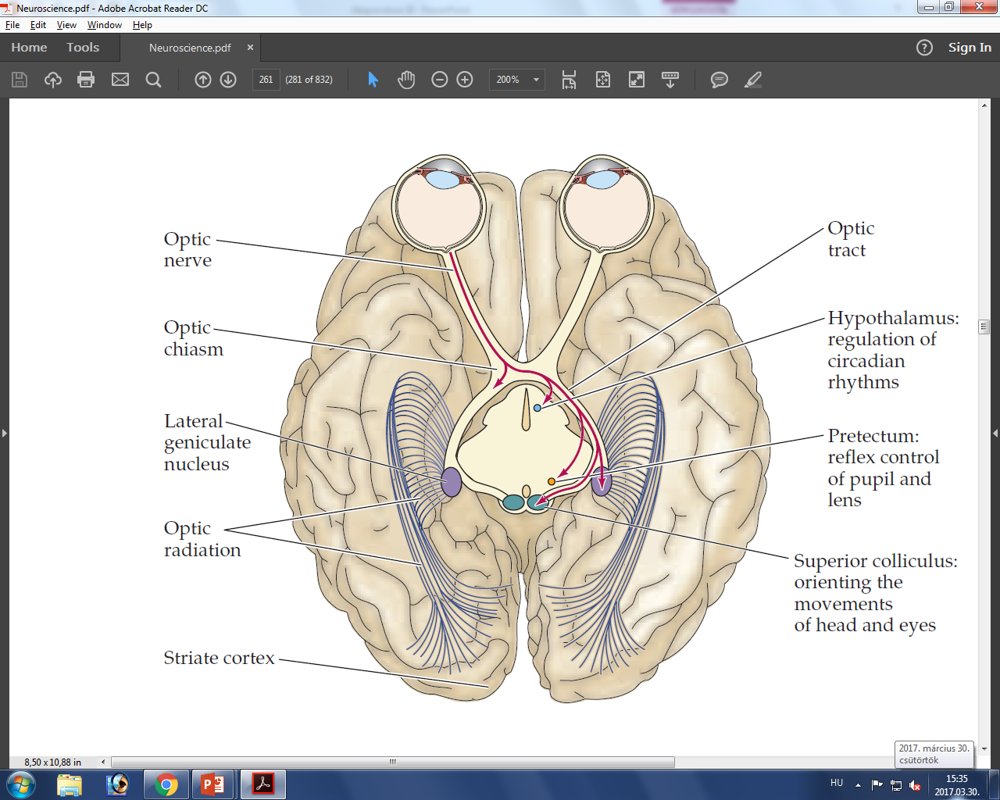 Neuroscience.pdf - Adobe Acrobat Reader DC
File Edit View Window Help
Home Tools Neuroscience.pdf × Sign In
261 (281 of 832) 200%
Optic
nerve
Optic
chiasm
Lateral
geniculate
nucleus
Optic
radiation
Striate cortex
Optic
tract
Hypothalamus:
regulation of
circadian
rhythms
Pretectum:
reflex control
of pupil and
lens
Superior colliculus:
orienting the
movements
of head and eyes
8,50 x 10,88 in
2017. március 30.
csütörtök
HU
15:35
2017.03.30.